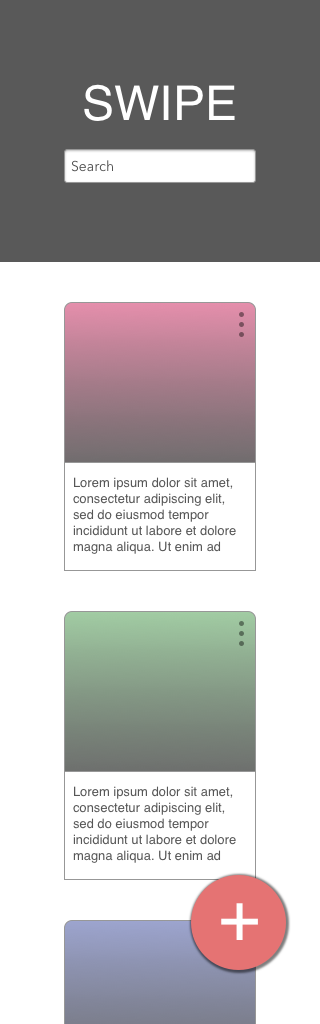 SWIPE
Search
Lorem ipsum dolor sit amet,
consectetur adipiscing elit,
sed do eiusmod tempor
incididunt ut labore et dolore
magna aliqua. Ut enim ad
Lorem ipsum dolor sit amet,
consectetur adipiscing elit,
sed do eiusmod tempor
incididunt ut labore et dolore
magna aliqua. Ut enim ad